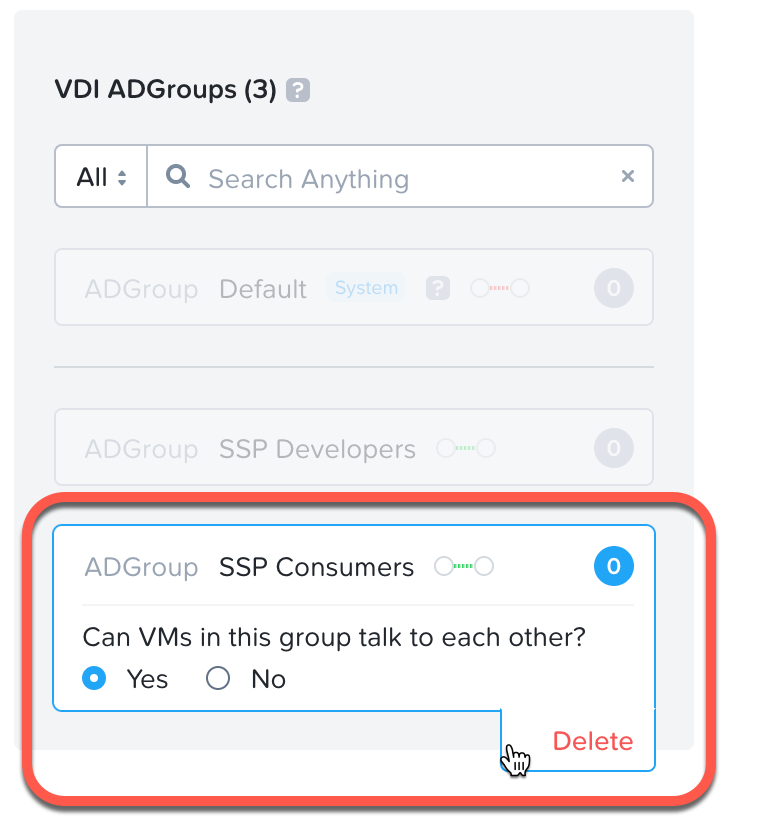 VDI ADGroups (3) ?
All Search Anything ×
ADGroup Default System ? 0
ADGroup SSP Developers 0
ADGroup SSP Consumers 0
Can VMs in this group talk to each other?
Yes No
Delete